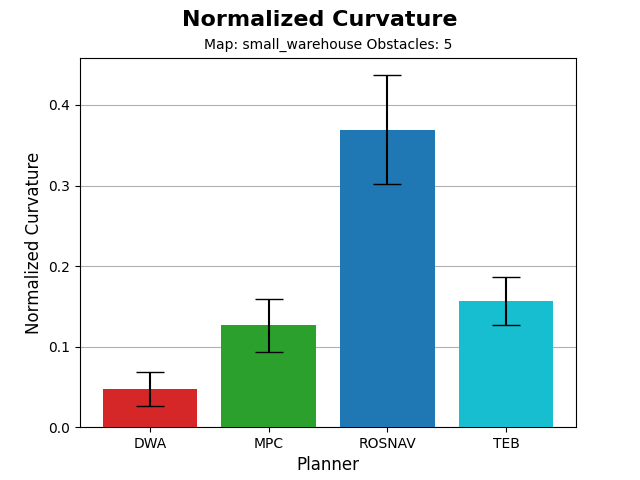 Normalized Curvature
Map: small_warehouse Obstacles: 5
Normalized Curvature
0.4
0.3
0.2
0.1
0.0
DWA MPC ROSNAV TEB
Planner